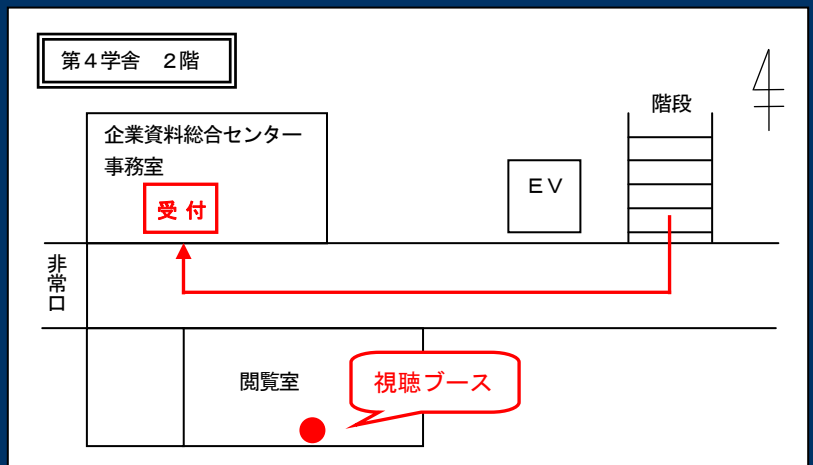 第４学舎　２階
階段
企業資料総合センター
事務室
受 付
ＥＶ
非常口
閲覧室
視聴ブース